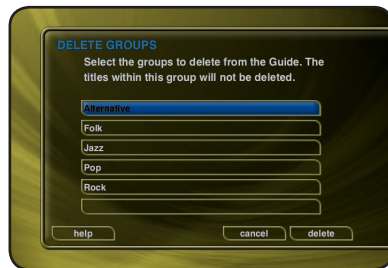 DELETE GROUPS
Select the groups to delete from the Guide. The
titles within this group will not be deleted.
Alternative
Folk
Jazz
Pop
Rock
help cancel delete